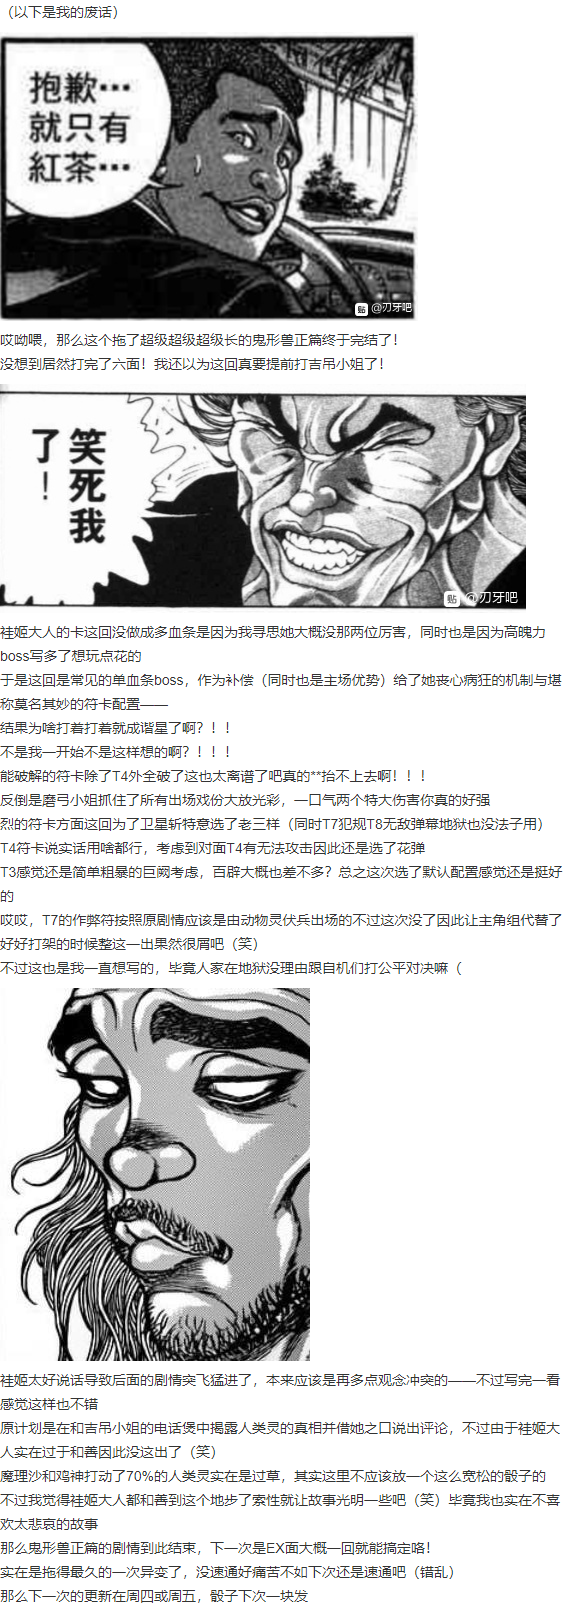 （以下是我的废话）
抱歉…
就只有
紅茶…
貼 @刃牙吧
哎呦喂，那么这个拖了超级超级超级长的鬼形兽正篇终于完结了！
没想到居然打完了六面！我还以为这回真要提前打吉吊小姐了！
笑死我
了！
貼 @刃牙吧
袿姬大人的卡这回没做成多血条是因为我寻思她大概没那两位厉害，同时也是因为高魄力
boss写多了想玩点花的
于是这回是常见的单血条boss，作为补偿（同时也是主场优势）给了她丧心病狂的机制与堪
称莫名其妙的符卡配置——
结果为啥打着打着就成谐星了啊？！！
不是我一开始不是这样想的啊？！！！
能破解的符卡除了T4外全破了这也太离谱了吧真的**抬不上去啊！！！
反倒是磨弓小姐抓住了所有出场戏份大放光彩，一口气两个特大伤害你真的好强
烈的符卡方面这回为了卫星斩特意选了老三样（同时T7犯规T8无敌弹幕地狱也没法子用）
T4符卡说实话用啥都行，考虑到对面T4有无法攻击因此还是选了花弹
T3感觉还是简单粗暴的巨阙考虑，百辟大概也差不多？总之这次选了默认配置感觉还是挺好
的
哎哎，T7的作弊符按照原剧情应该是由动物灵伏兵出场的不过这次没了因此让主角组代替了
好好打架的时候整这一出果然很屑吧（笑）
不过这也是我一直想写的，毕竟人家在地狱没理由跟自机们打公平对决嘛（
袿姬太好说话导致后面的剧情突飞猛进了，本来应该是再多点观念冲突的——不过写完一看
感觉这样也不错
原计划是在和吉吊小姐的电话煲中揭露人类灵的真相并借她之口说出评论，不过由于袿姬大
人实在过于和善因此没这出了（笑）
魔理沙和鸡神打动了70%的人类灵实在是过草，其实这里不应该放一个这么宽松的骰子的
不过我觉得袿姬大人都和善到这个地步了索性就让故事光明一些吧（笑）毕竟我也实在不喜
欢太悲哀的故事
那么鬼形兽正篇的剧情到此结束，下一次是EX面大概一回就能搞定咯！
实在是拖得最久的一次异变了，没速通好痛苦不如下次还是速通吧（错乱）
那么下一次的更新在周四或周五，骰子下次一块发